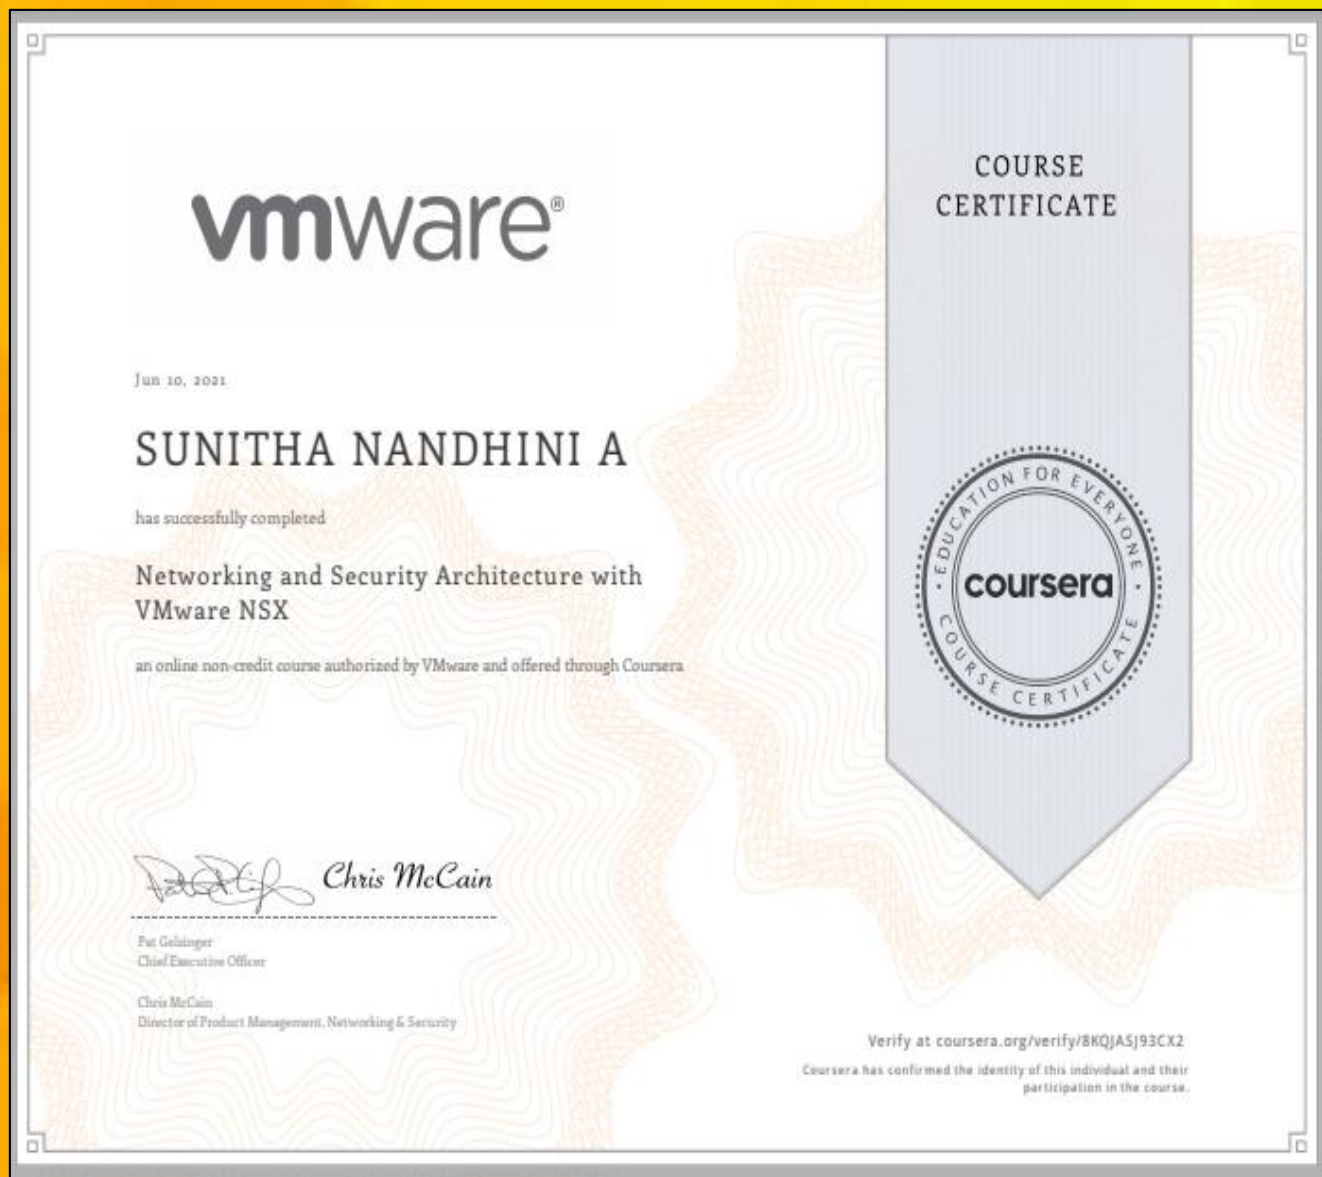 vmware®
COURSE
CERTIFICATE
Jun 10, 2021
SUNITHA NANDHINI A
has successfully completed
Networking and Security Architecture with
VMware NSX
an online non-credit course authorized by VMware and offered through Coursera
EDUCATION FOR EVERYONE
coursera
COURSE CERTIFICATE
Chris McCain
Pat Gelsinger
Chief Executive Officer
Chris McCain
Director of Product Management, Networking & Security
Verify at coursera.org/verify/8KQJASJ93CX2
Coursera has confirmed the identity of this individual and their
participation in the course.